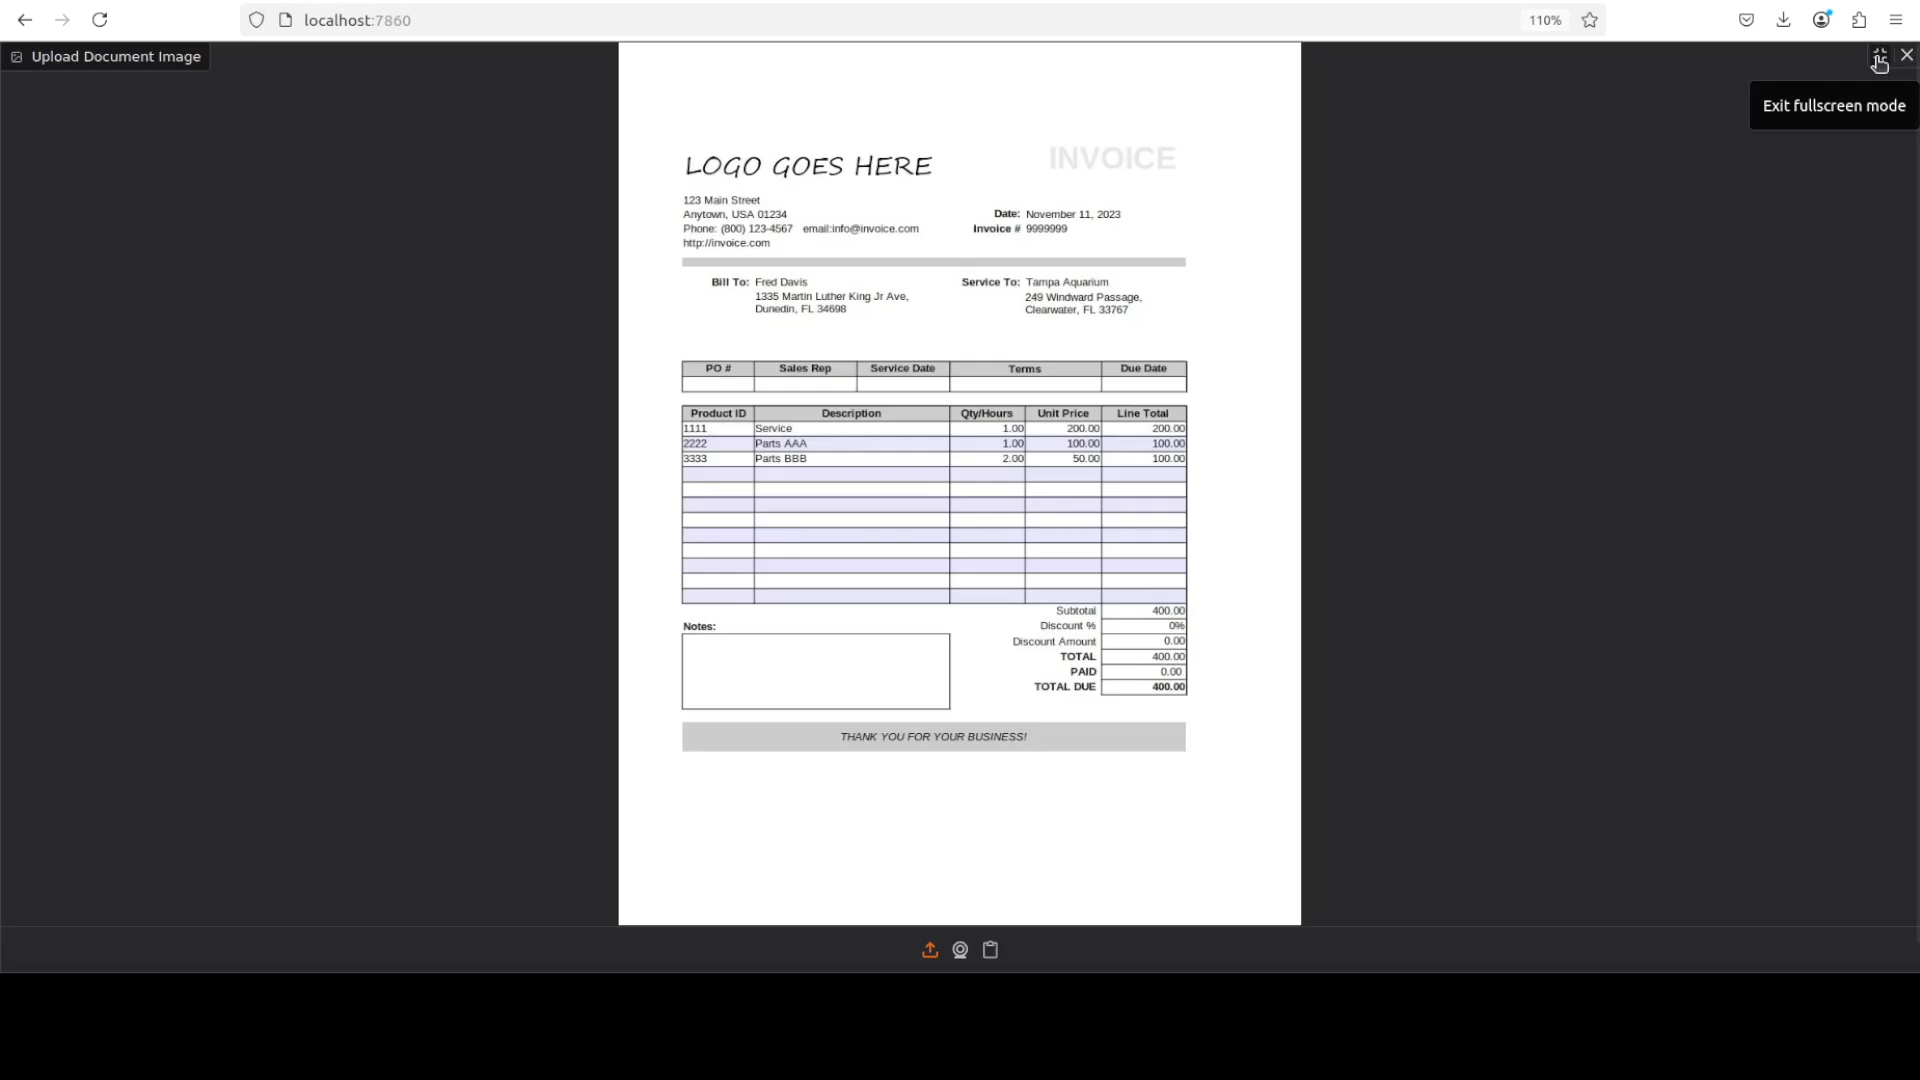 localhost:7860
110%
Upload Document Image
Exit fullscreen mode
INVOICE
LOGO GOES HERE
123 Main Street
Anytown, USA 01234
Date: November 11, 2023
Phone: (800) 123-4567 email:info@invoice.com
Invoice # 9999999
http://invoice.com
Bill To: Fred Davis
Service To: Tampa Aquarium
1335 Martin Luther King Jr Ave,
249 Windward Passage,
Dunedin, FL 34698
Clearwater, FL 33767
PO # Sales Rep Service Date Terms Due Date
Product ID Description Qty/Hours Unit Price Line Total
1111 Service 1.00 200.00 200.00
2222 Parts AAA 1.00 100.00 100.00
3333 Parts BBB 2.00 50.00 100.00
Subtotal 400.00
Notes:
Discount % 0%
Discount Amount 0.00
TOTAL 400.00
PAID 0.00
TOTAL DUE 400.00
THANK YOU FOR YOUR BUSINESS!